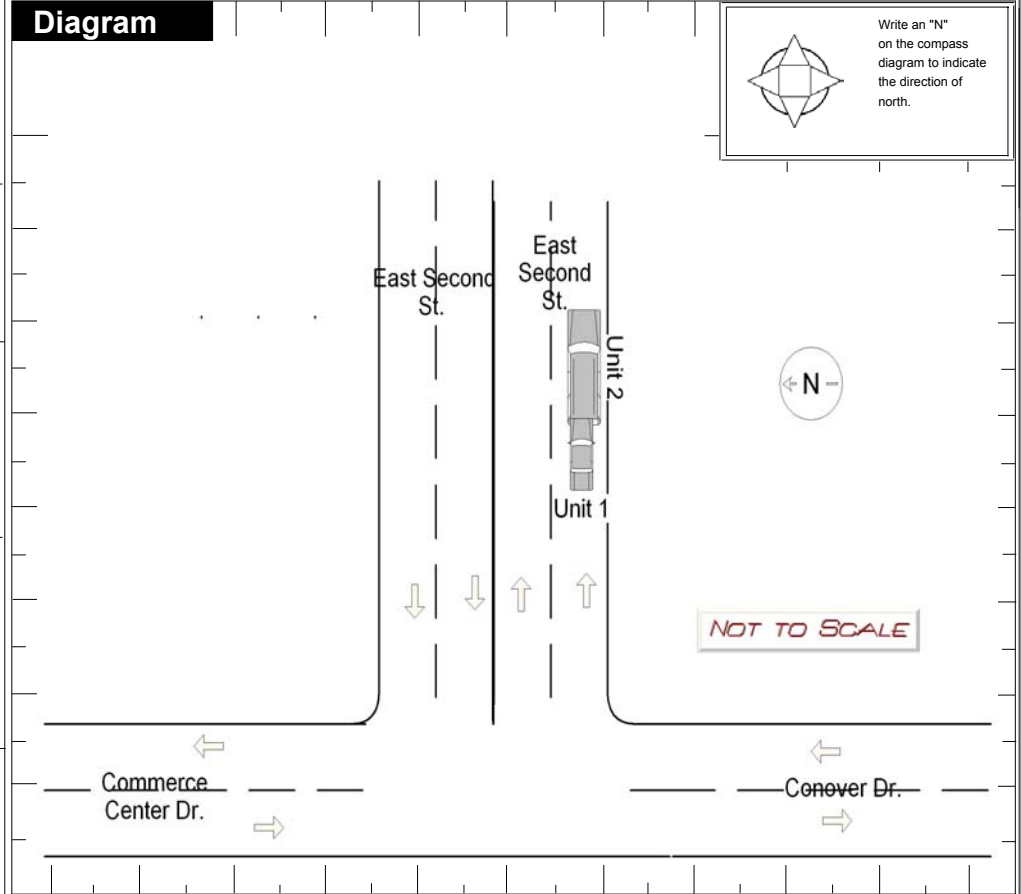 Diagram
Write an "N"
on the compass
diagram to indicate
the direction of
north.
East Second
St.
East
Second
St.
Unit 2
N
Unit 1
NOT TO SCALE
Commerce
Center Dr.
Conover Dr.